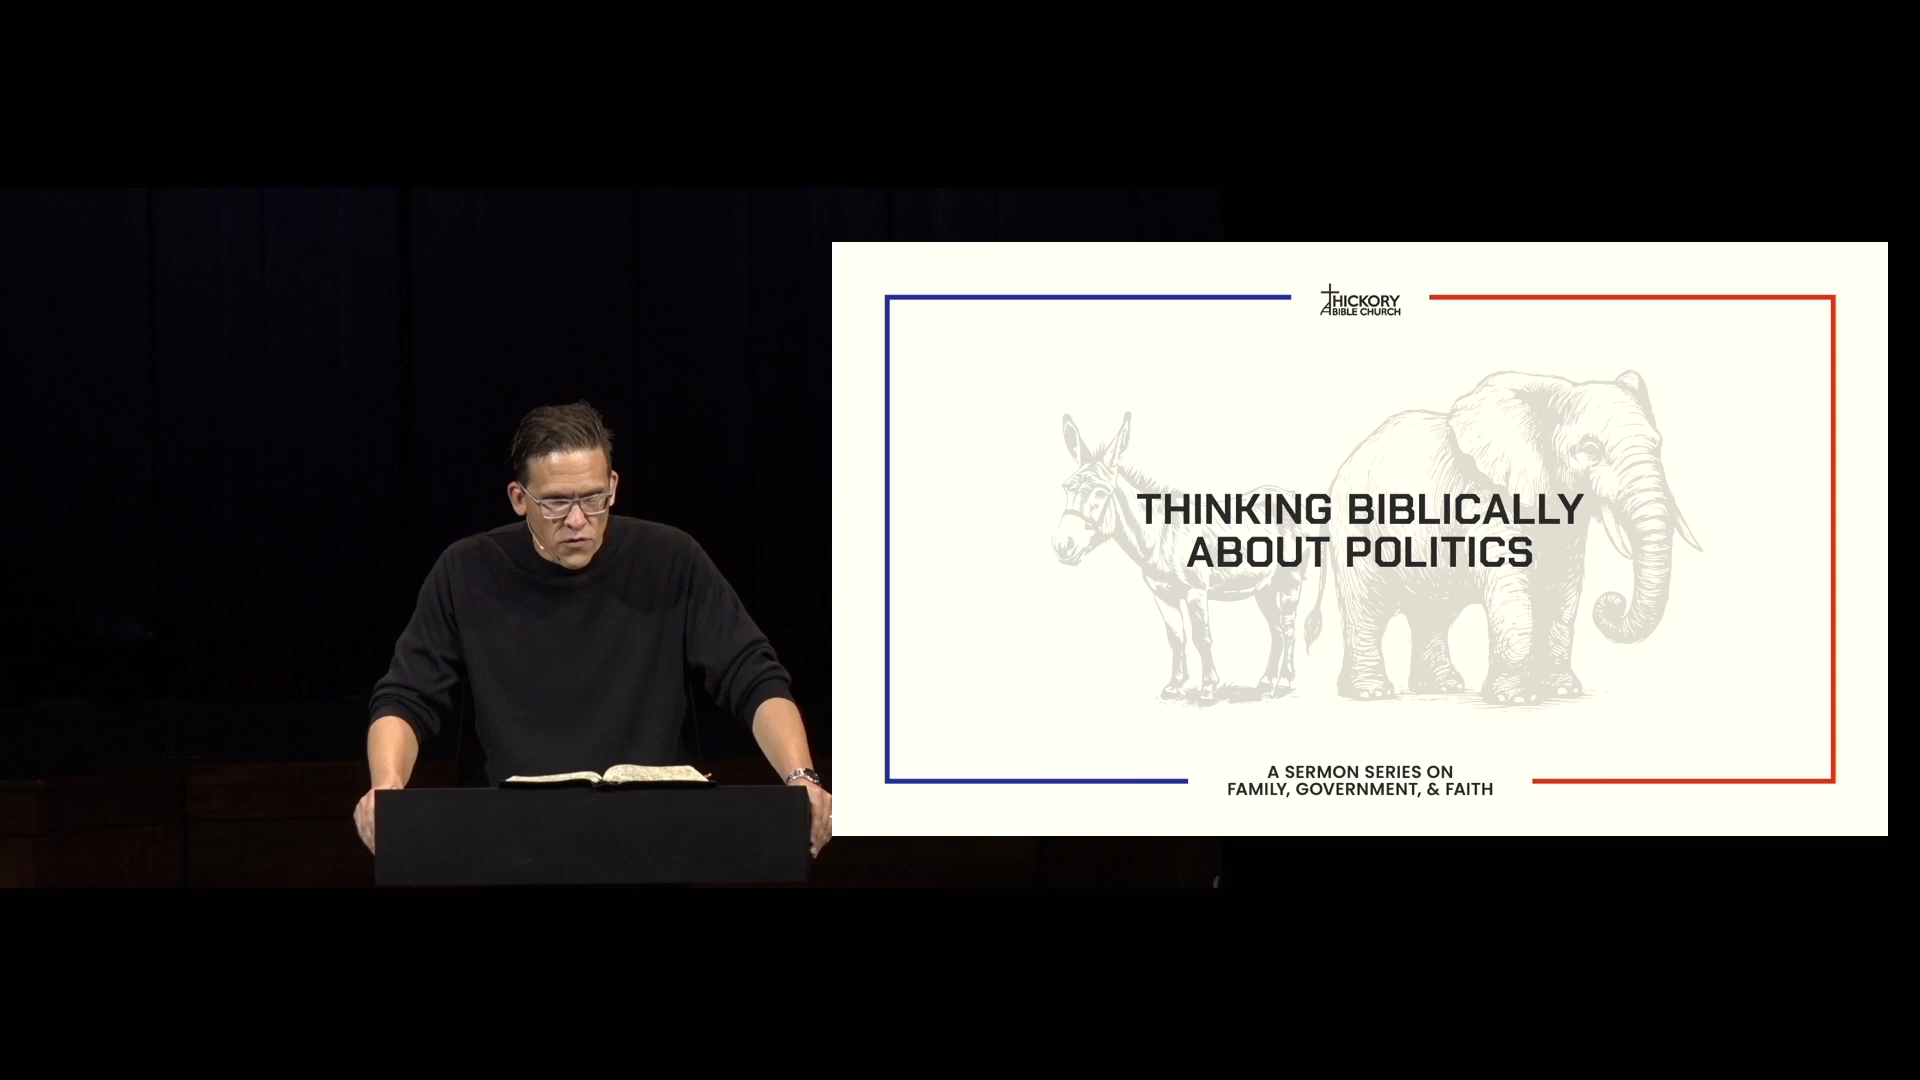 HICKORY
BIBLE CHURCH
THINKING BIBLICALLY
ABOUT POLITICS
A SERMON SERIES ON
FAMILY, GOVERNMENT, & FAITH